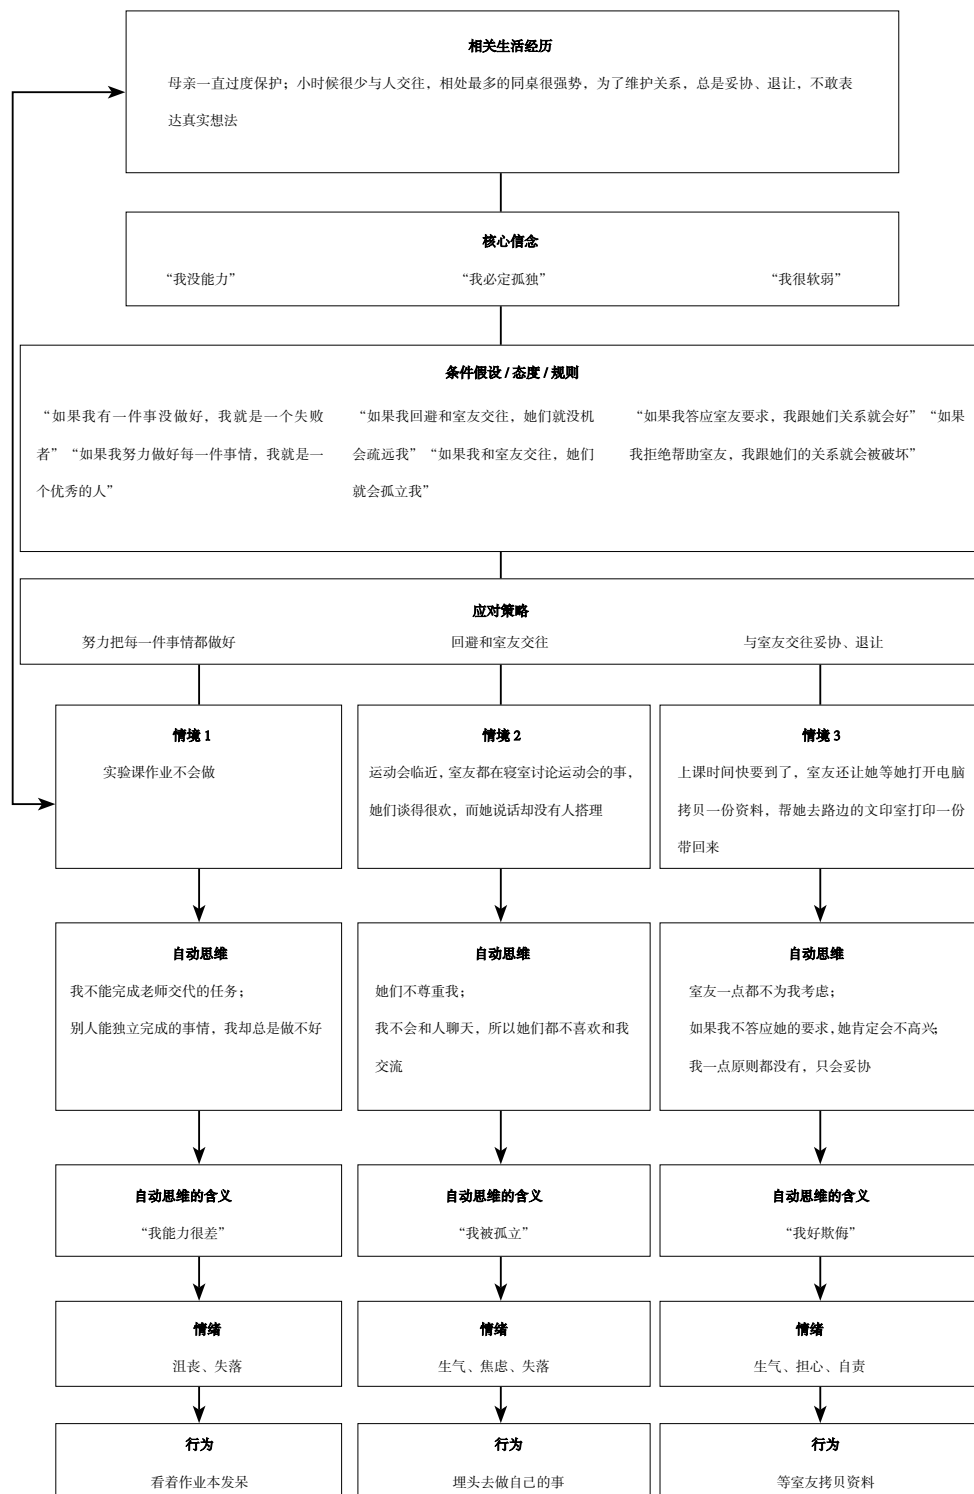 相关生活经历
母亲一直过度保护；小时候很少与人交往，相处最多的同桌很强势，为了维护关系，总是妥协、退让，不敢表
达真实想法
核心信念
“我没能力”
“我必定孤独”
“我很软弱”
条件假设 / 态度 / 规则
“如果我有一件事没做好，我就是一个失败
者”“如果我努力做好每一件事情，我就是一
个优秀的人”
“如果我回避和室友交往，她们就没机
会疏远我”“如果我和室友交往，她们
就会孤立我”
“如果我答应室友要求，我跟她们关系就会好”“如果
我拒绝帮助室友，我跟她们的关系就会被破坏”
应对策略
努力把每一件事情都做好
回避和室友交往
与室友交往妥协、退让
情境 1
实验课作业不会做
情境 2
运动会临近，室友都在寝室讨论运动会的事，
她们谈得很欢，而她说话却没有人搭理
情境 3
上课时间快要到了，室友还让她等她打开电脑
拷贝一份资料，帮她去路边的文印室打印一份
带回来
自动思维
我不能完成老师交代的任务；
别人能独立完成的事情，我却总是做不好
自动思维
她们不尊重我；
我不会和人聊天，所以她们都不喜欢和我
交流
自动思维
室友一点都不为我考虑；
如果我不答应她的要求，她肯定会不高兴；
我一点原则都没有，只会妥协
自动思维的含义
“我能力很差”
自动思维的含义
“我被孤立”
自动思维的含义
“我好欺侮”
情绪
沮丧、失落
情绪
生气、焦虑、失落
情绪
生气、担心、自责
行为
看着作业本发呆
行为
埋头去做自己的事
行为
等室友拷贝资料